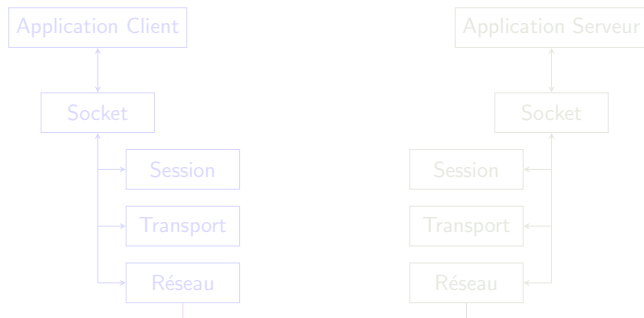 Application Client
Application Serveur
Socket
Socket
Session
Session
Transport
Transport
Réseau
Réseau